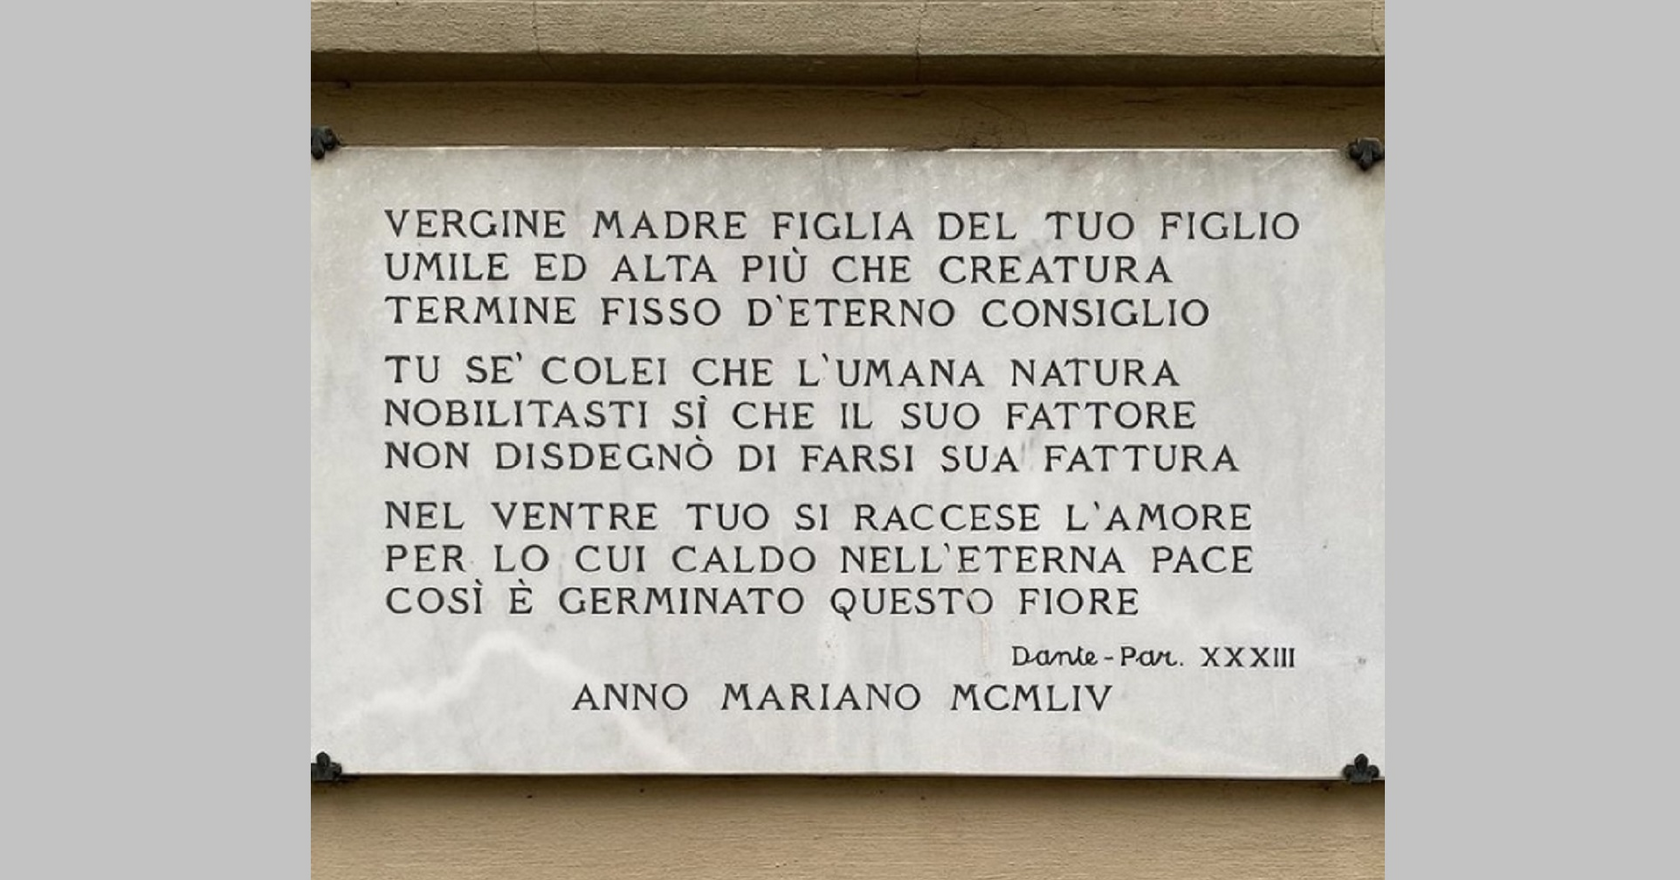 VERGINE MADRE FIGLIA DEL TUO FIGLIO
UMILE ED ALTA PIÙ CHE CREATURA
TERMINE FISSO D'ETERNO CONSIGLIO
TU SE' COLEI CHE L'UMANA NATURA
NOBILITASTI SÌ CHE IL SUO FATTORE
NON DISDEGNÒ DI FARSI SUA FATTURA
NEL VENTRE TUO SI RACCESE L'AMORE
PER LO CUI CALDO NELL'ETERNA PACE
COSÌ È GERMINATO QUESTO FIORE
Dante - Par. XXXIII
ANNO MARIANO MCMLIV